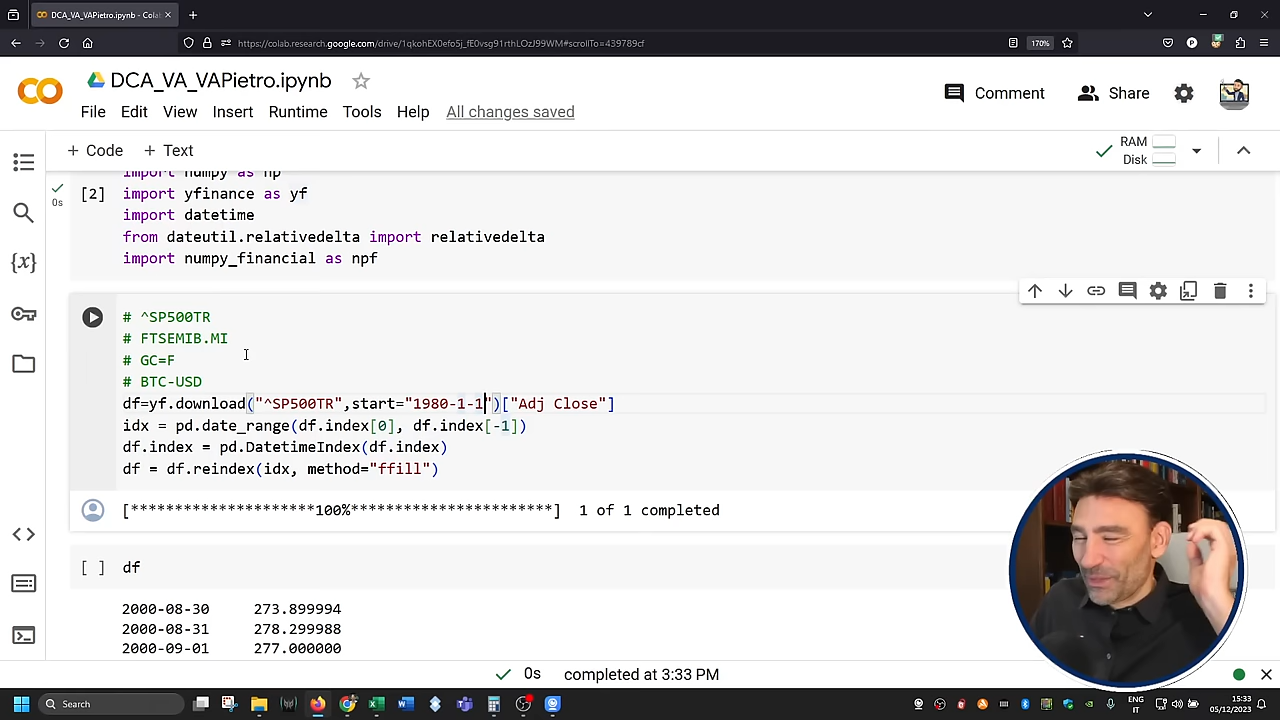 DCA_VA_VAPietro.ipynb - Cola
https://colab.research.google.com/drive/1qkohEX0efo5j_fE0vsg91rthLOzJ99WM#scrollTo=439789cf
170%
DCA_VA_VAPietro.ipynb
Comment
Share
File Edit View Insert Runtime Tools Help All changes saved
+ Code + Text
RAM
Disk
import numpy as np
[2] import yfinance as yf
0s
import datetime
from dateutil.relativedelta import relativedelta
import numpy_financial as npf
{x}
# ^SP500TR
# FTSEMIB.MI
# GC=F
# BTC-USD
df=yf.download("^SP500TR",start="1980-1-1")["Adj Close"]
idx = pd.date_range(df.index[0], df.index[-1])
df.index = pd.DatetimeIndex(df.index)
df = df.reindex(idx, method="ffill")
[*********************100%***********************] 1 of 1 completed
[ ] df
2000-08-30 273.899994
2000-08-31 278.299988
2000-09-01 277.000000
0s completed at 3:33 PM
Search
ENG
IT
15:33
05/12/2023